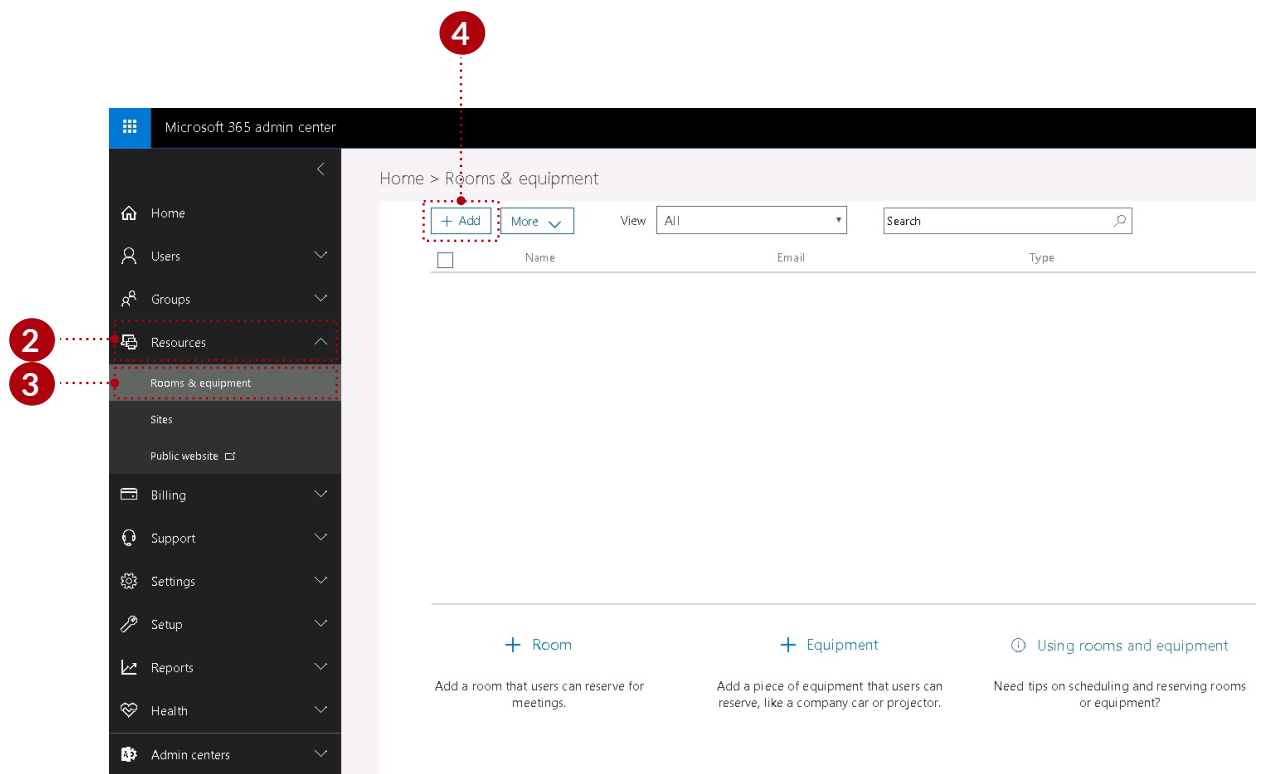 4
Microsoft 365 admin center
Home > Rooms & equipment
+ Add More View All Search
Name Email Type
Home
Users
Groups
2
Resources
3
Rooms & equipment
Sites
Public website
Billing
Support
Settings
Setup
Reports
Health
Admin centers
+ Room
Add a room that users can reserve for
meetings.
+ Equipment
Add a piece of equipment that users can
reserve, like a company car or projector.
Using rooms and equipment
Need tips on scheduling and reserving rooms
or equipment?